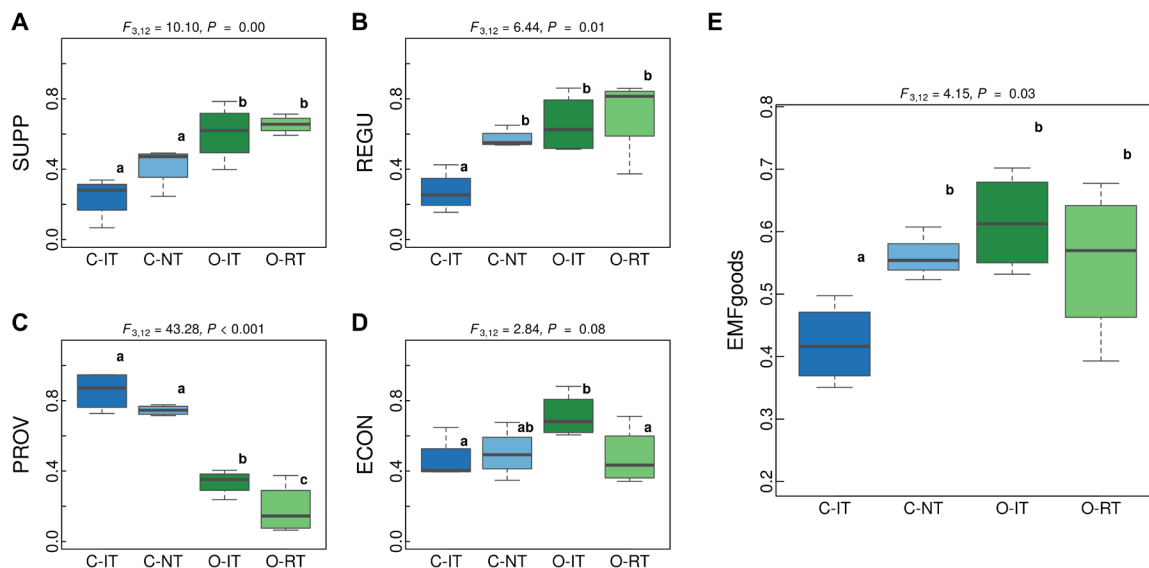 A
F3,12 = 10.10, P = 0.00
SUPP
0.0 0.4 0.8
a a b b
C-IT C-NT O-IT O-RT
B
F3,12 = 6.44, P = 0.01
REGU
0.0 0.4 0.8
a b b b
C-IT C-NT O-IT O-RT
C
F3,12 = 43.28, P < 0.001
PROV
0.0 0.4 0.8
a a b c
C-IT C-NT O-IT O-RT
D
F3,12 = 2.84, P = 0.08
ECON
0.0 0.4 0.8
a ab b a
C-IT C-NT O-IT O-RT
E
F3,12 = 4.15, P = 0.03
EMFgoods
0.2 0.3 0.4 0.5 0.6 0.7 0.8
a b b b
C-IT C-NT O-IT O-RT